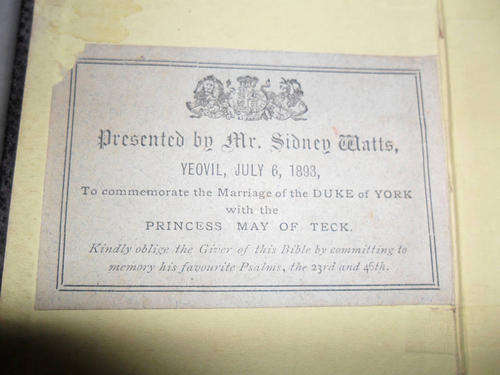 Presented by Mr. Sidney Watts,
YEOVIL, JULY 6, 1893,
To commemorate the Marriage of the DUKE of YORK
with the
PRINCESS MAY OF TECK.
Kindly oblige the Giver of this Bible by committing to
memory his favourite Psalms, the 23rd and 46th.